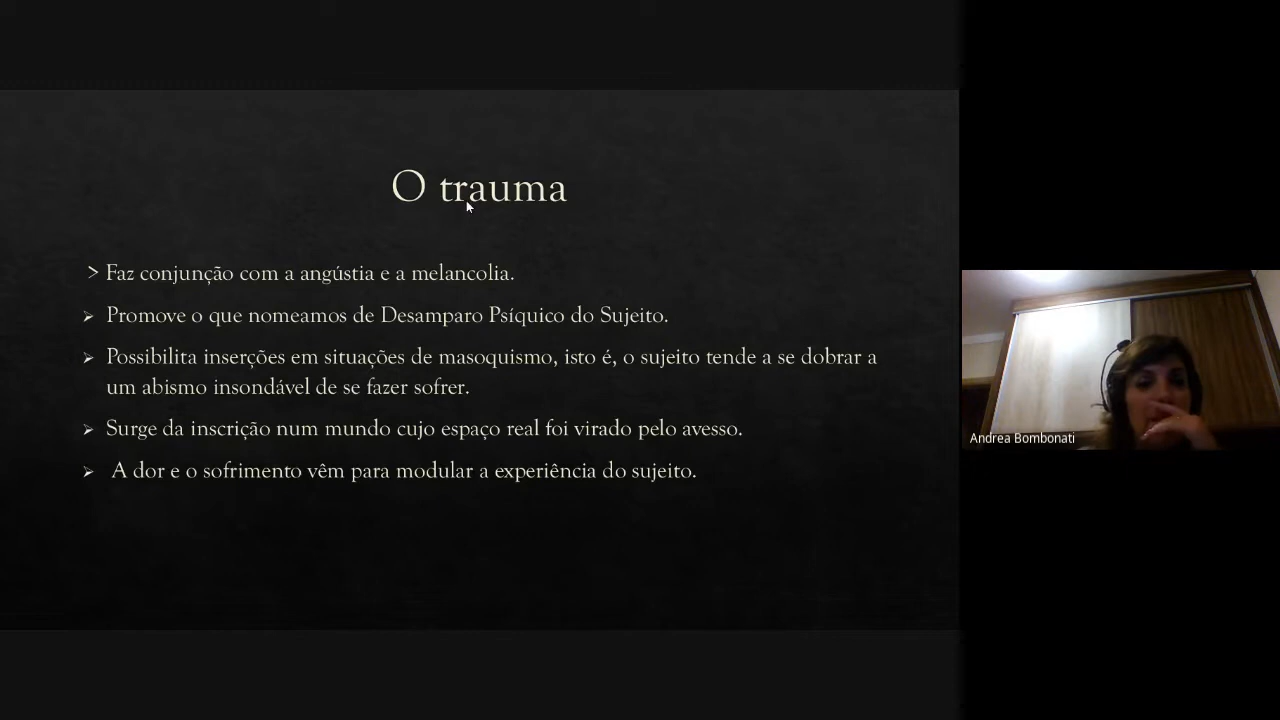 O trauma
> Faz conjunção com a angústia e a melancolia.
➢ Promove o que nomeamos de Desamparo Psíquico do Sujeito.
➢ Possibilita inserções em situações de masoquismo, isto é, o sujeito tende a se dobrar a
um abismo insondável de se fazer sofrer.
➢ Surge da inscrição num mundo cujo espaço real foi virado pelo avesso.
➢ A dor e o sofrimento vêm para modular a experiência do sujeito.
Andrea Bombonati